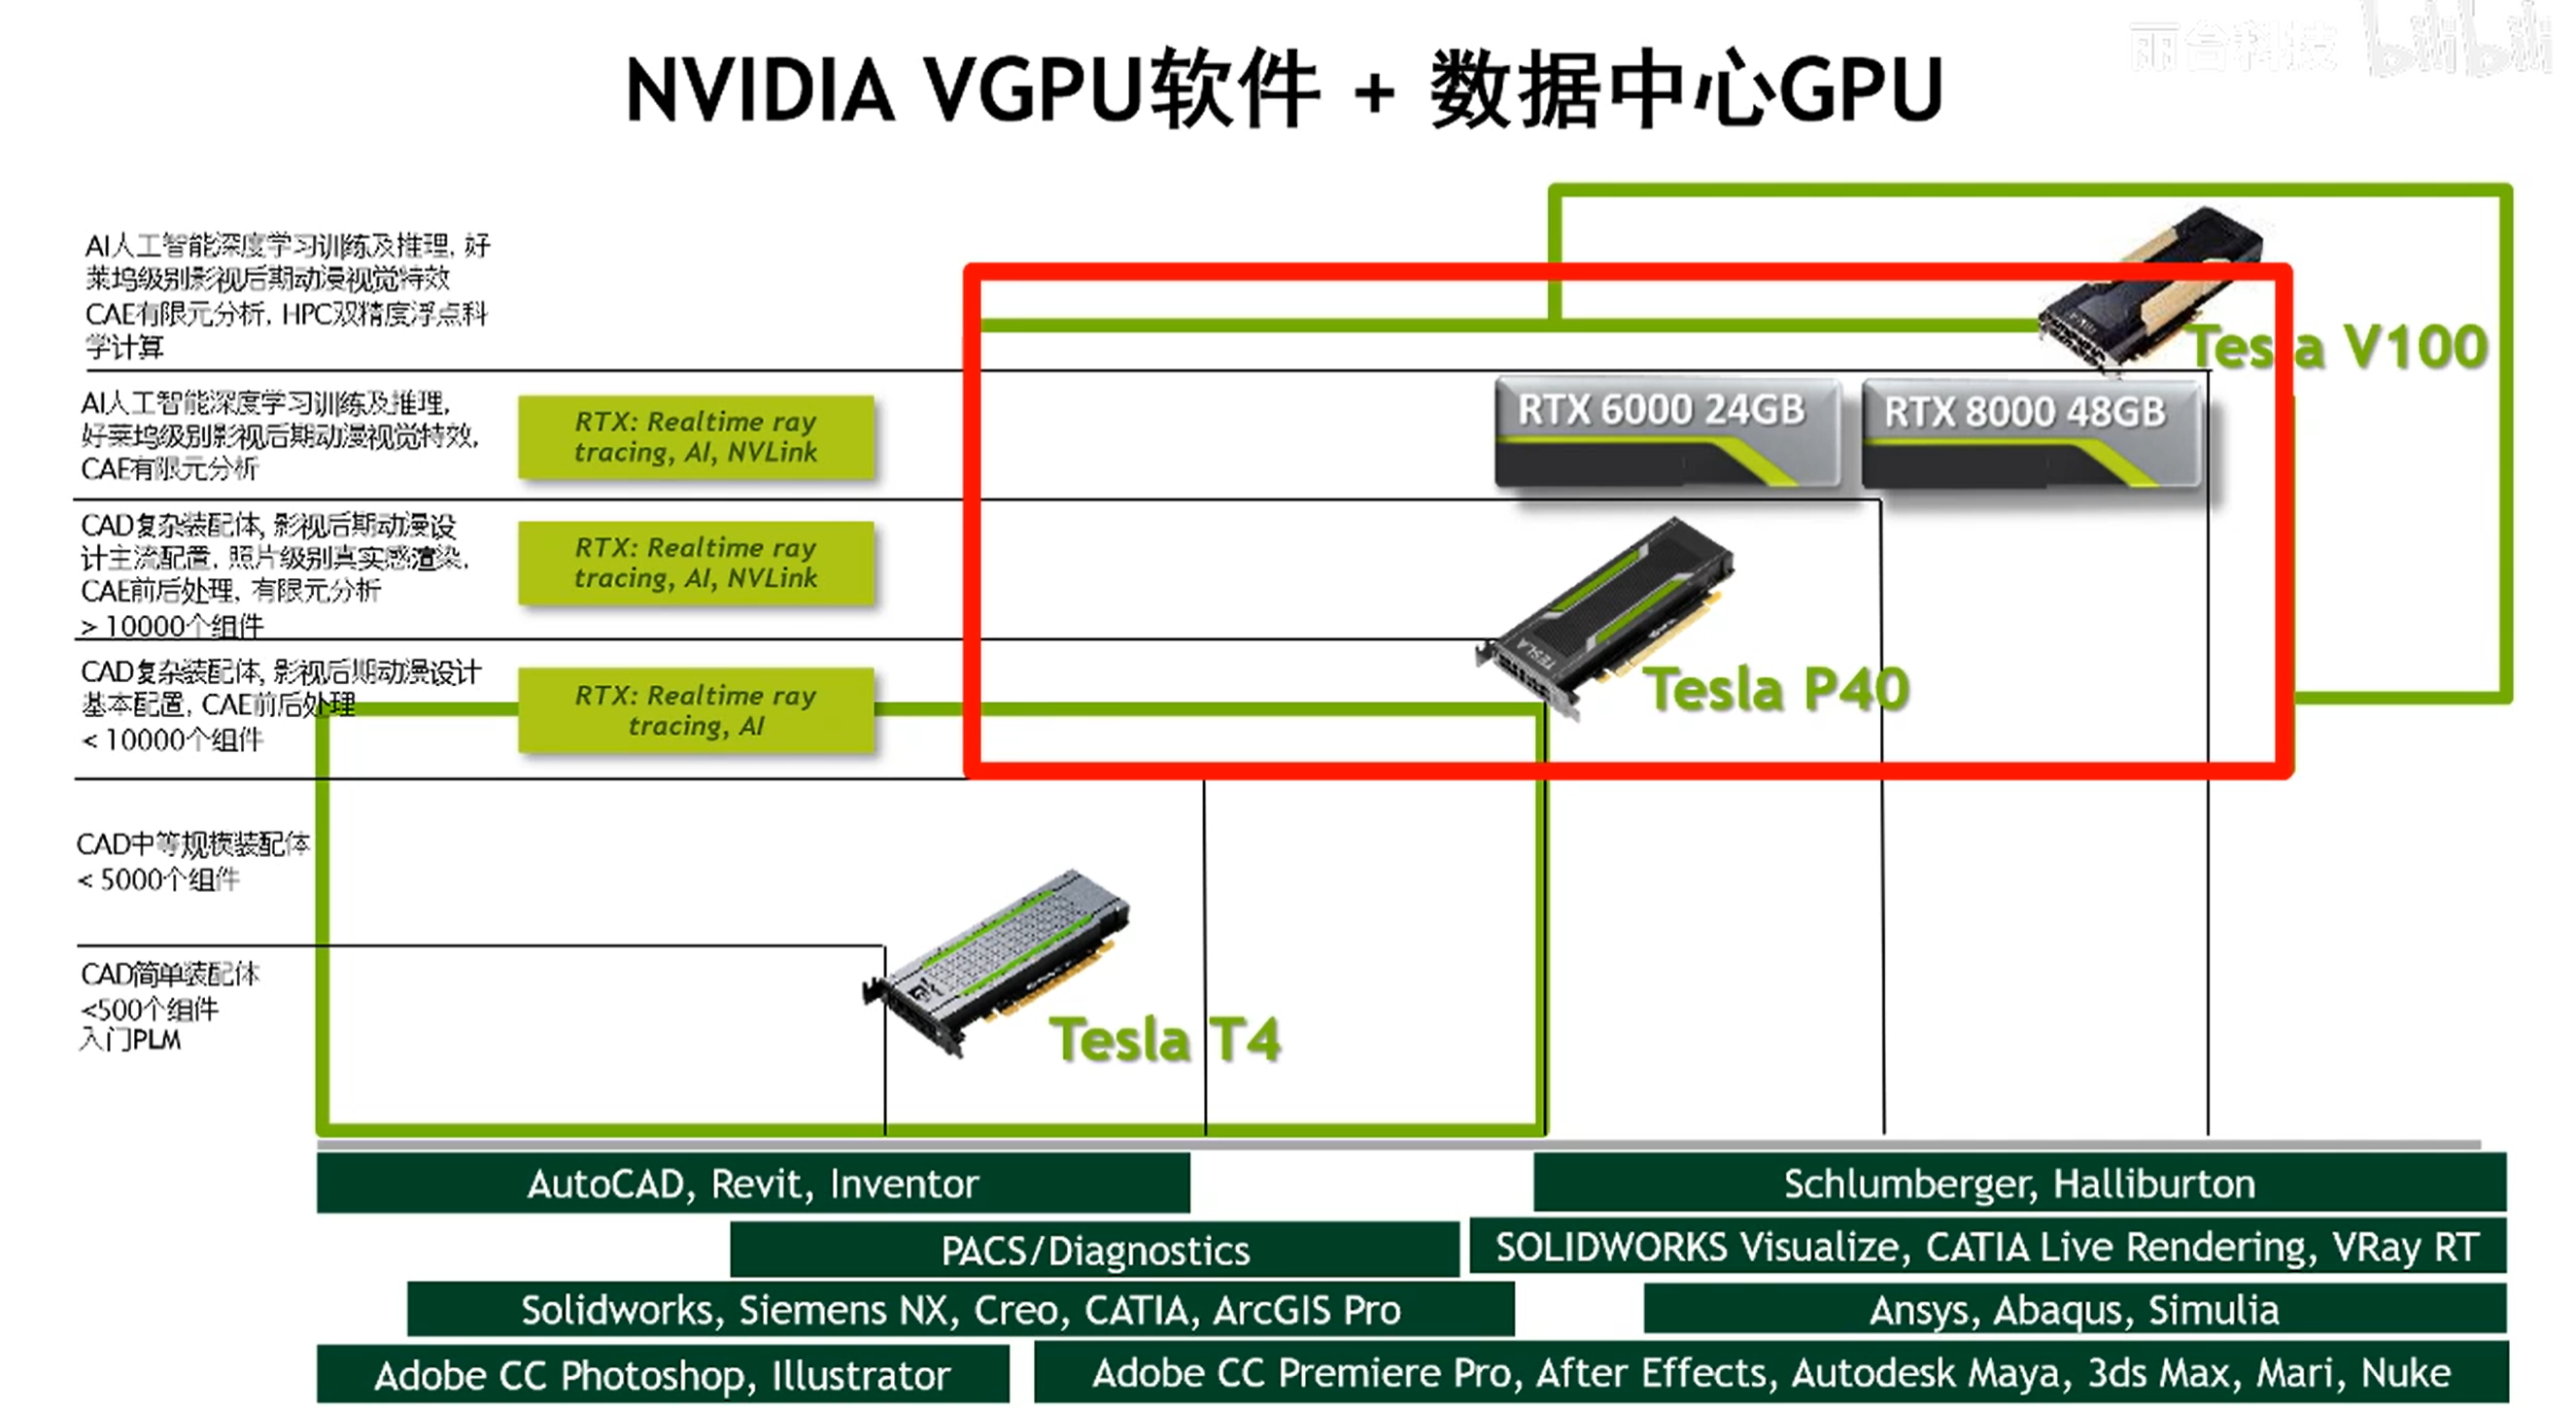 丽台科技 bilibili
NVIDIA VGPU软件 + 数据中心GPU
AI人工智能深度学习训练及推理, 好
莱坞级别影视后期动漫视觉特效
CAE有限元分析, HPC双精度浮点科
学计算
Tesla V100
AI人工智能深度学习训练及推理,
好莱坞级别影视后期动漫视觉特效,
CAE有限元分析
RTX: Realtime ray
tracing, AI, NVLink
RTX 6000 24GB
RTX 8000 48GB
CAD复杂装配体, 影视后期动漫设
计主流配置, 照片级别真实感渲染,
CAE前后处理, 有限元分析
> 10000个组件
RTX: Realtime ray
tracing, AI, NVLink
TESLA
Tesla P40
CAD复杂装配体, 影视后期动漫设计
基本配置, CAE前后处理
< 10000个组件
RTX: Realtime ray
tracing, AI
CAD中等规模装配体
< 5000个组件
CAD简单装配体
<500个组件
入门PLM
Tesla T4
AutoCAD, Revit, Inventor
Schlumberger, Halliburton
PACS/Diagnostics
SOLIDWORKS Visualize, CATIA Live Rendering, VRay RT
Solidworks, Siemens NX, Creo, CATIA, ArcGIS Pro
Ansys, Abaqus, Simulia
Adobe CC Photoshop, Illustrator
Adobe CC Premiere Pro, After Effects, Autodesk Maya, 3ds Max, Mari, Nuke